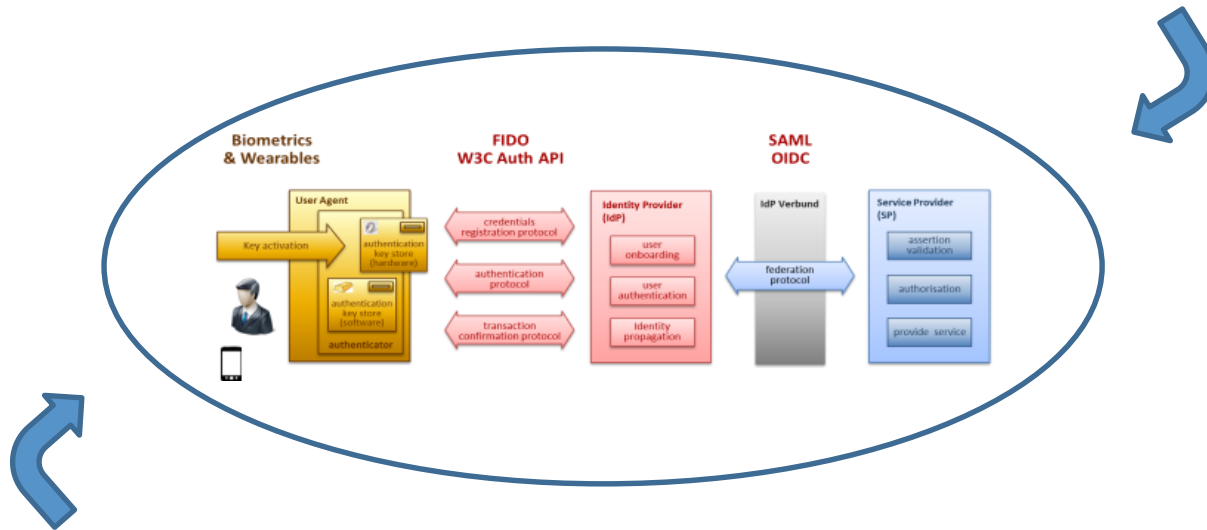 Biometrics
& Wearables
FIDO
W3C Auth API
SAML
OIDC
User Agent
Key activation
authentication
key store
(hardware)
authentication
key store
(software)
authenticator
credentials
registration protocol
authentication
protocol
transaction
confirmation protocol
Identity Provider
(IdP)
user
onboarding
user
authentication
Identity
propagation
IdP Verbund
federation
protocol
Service Provider
(SP)
assertion
validation
authorisation
provide service